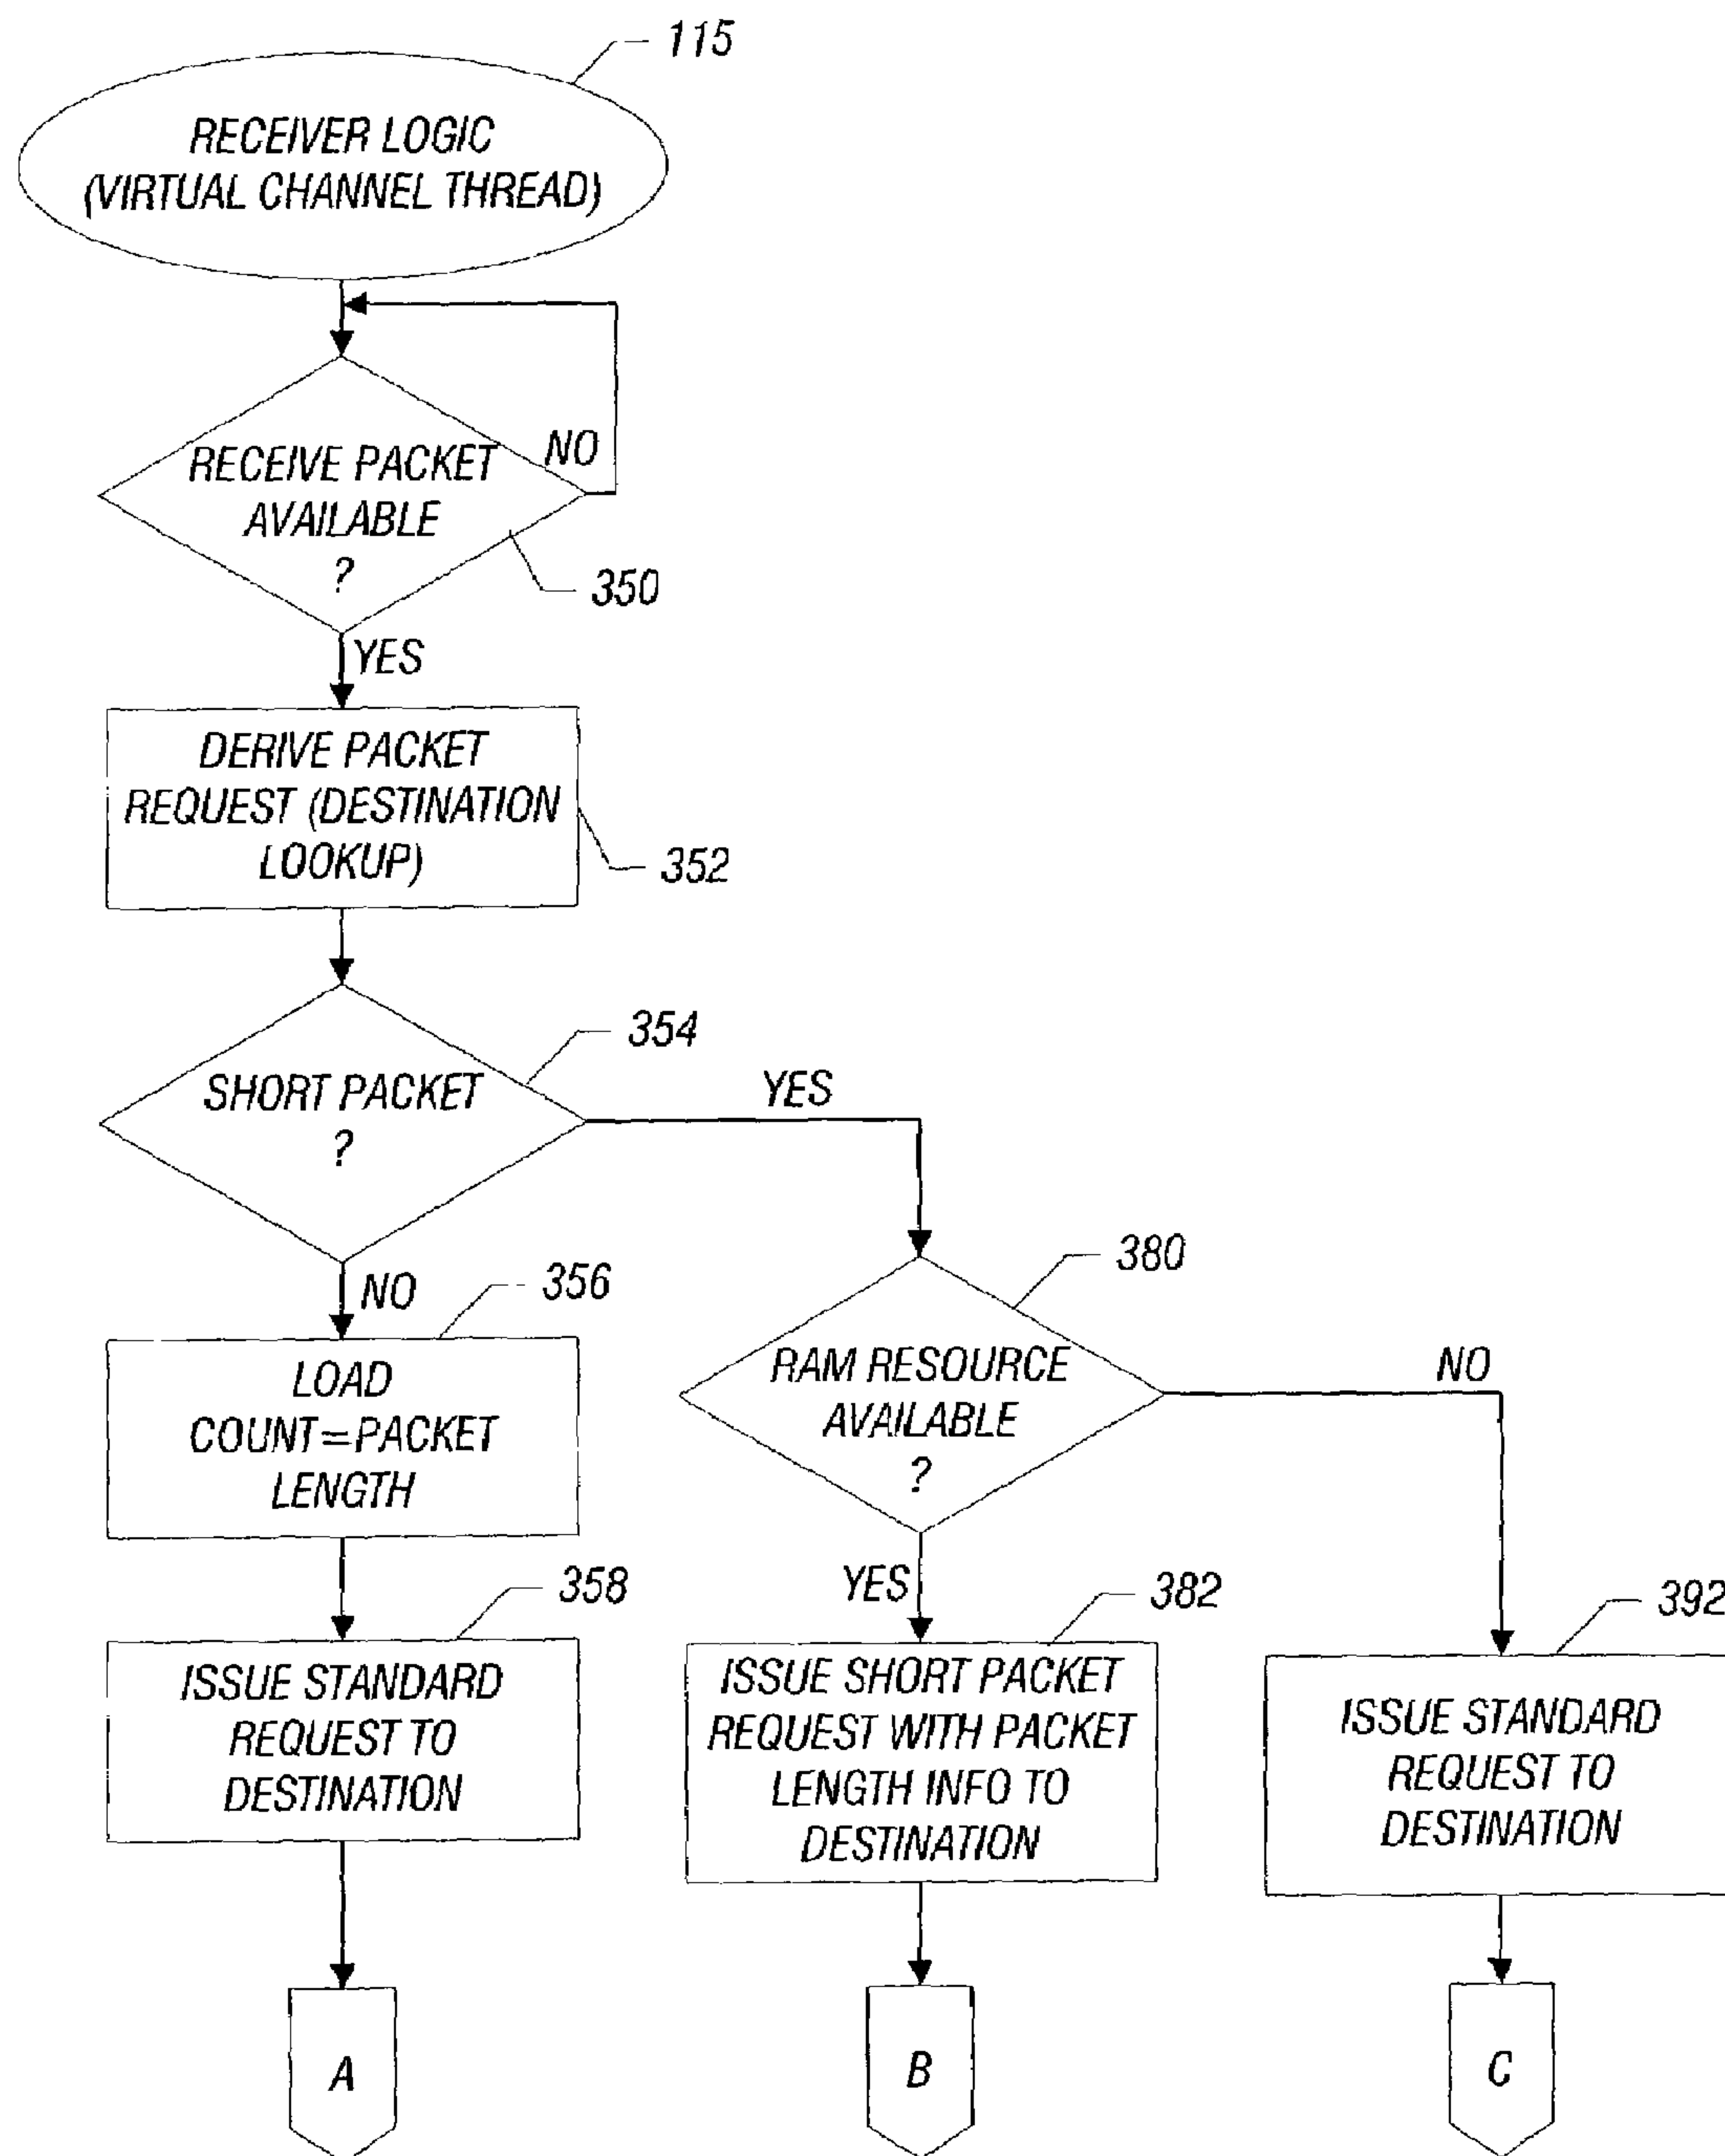 115
RECEIVER LOGIC
(VIRTUAL CHANNEL THREAD)
RECEIVE PACKET
AVAILABLE
?
NO
350
YES
DERIVE PACKET
REQUEST (DESTINATION
LOOKUP)
352
SHORT PACKET
?
354
YES
NO
356
LOAD
COUNT=PACKET
LENGTH
380
RAM RESOURCE
AVAILABLE
?
NO
YES
358
ISSUE STANDARD
REQUEST TO
DESTINATION
382
ISSUE SHORT PACKET
REQUEST WITH PACKET
LENGTH INFO TO
DESTINATION
392
ISSUE STANDARD
REQUEST TO
DESTINATION
A
B
C